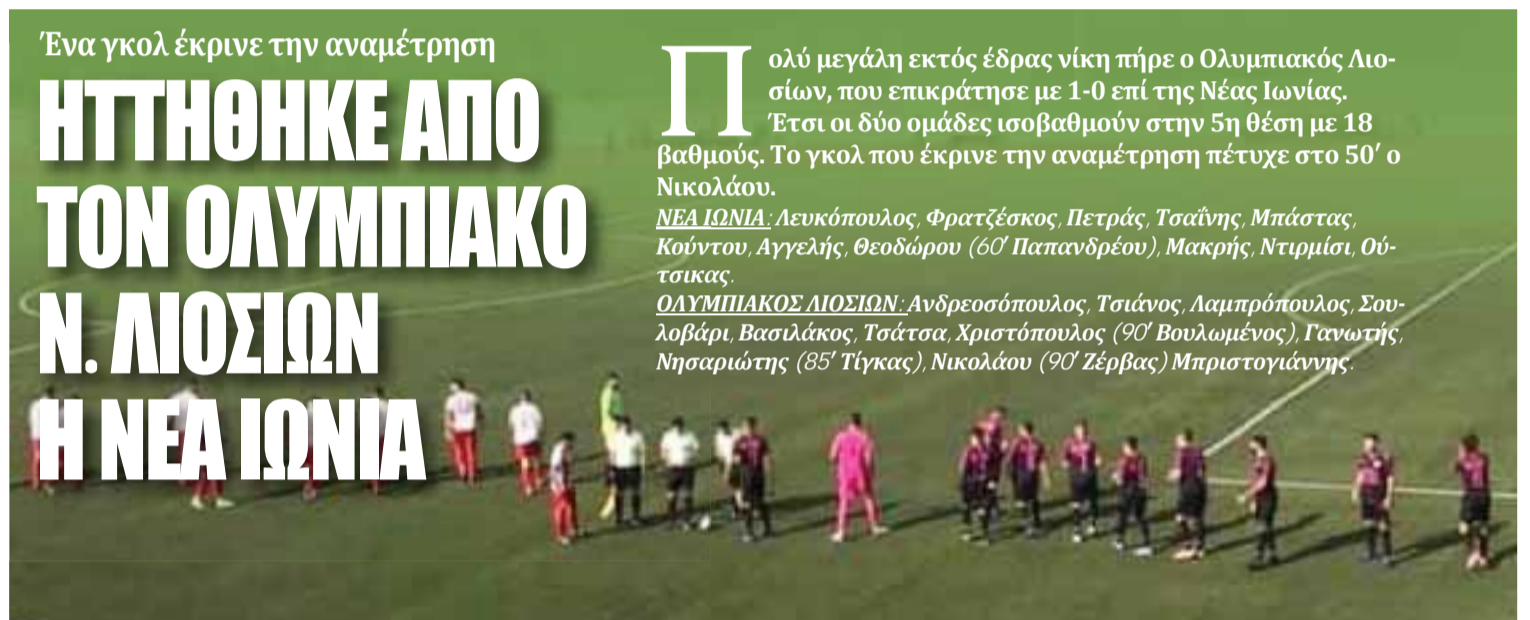 Ένα γκολ έκρινε την αναμέτρηση
ΗΤΤΗΘΗΚΕ ΑΠΟ
ΤΟΝ ΟΛΥΜΠΙΑΚΟ
Ν. ΛΙΟΣΙΩΝ
Η ΝΕΑ ΙΩΝΙΑ
Πολύ μεγάλη εκτός έδρας νίκη πήρε ο Ολυμπιακός Λιο-
σίων, που επικράτησε με 1-0 επί της Νέας Ιωνίας.
Έτσι οι δύο ομάδες ισοβαθμούν στην 5η θέση με 18
βαθμούς. Το γκολ που έκρινε την αναμέτρηση πέτυχε στο 50’ ο
Νικολάου.
ΝΕΑ ΙΩΝΙΑ: Λευκόπουλος, Φρατζέσκος, Πετράς, Τσαΐνης, Μπάστας,
Κούντου, Αγγελής, Θεοδώρου (60’ Παπανδρέου), Μακρής, Ντιρμίσι, Ού-
τσικας.
ΟΛΥΜΠΙΑΚΟΣ ΛΙΟΣΙΩΝ: Ανδρεοσόπουλος, Τσιάνος, Λαμπρόπουλος, Σου-
λοβάρι, Βασιλάκος, Τσάτσα, Χριστόπουλος (90’ Βουλωμένος), Γανωτής,
Νησαριώτης (85’ Τίγκας), Νικολάου (90’ Ζέρβας) Μπριστογιάννης.